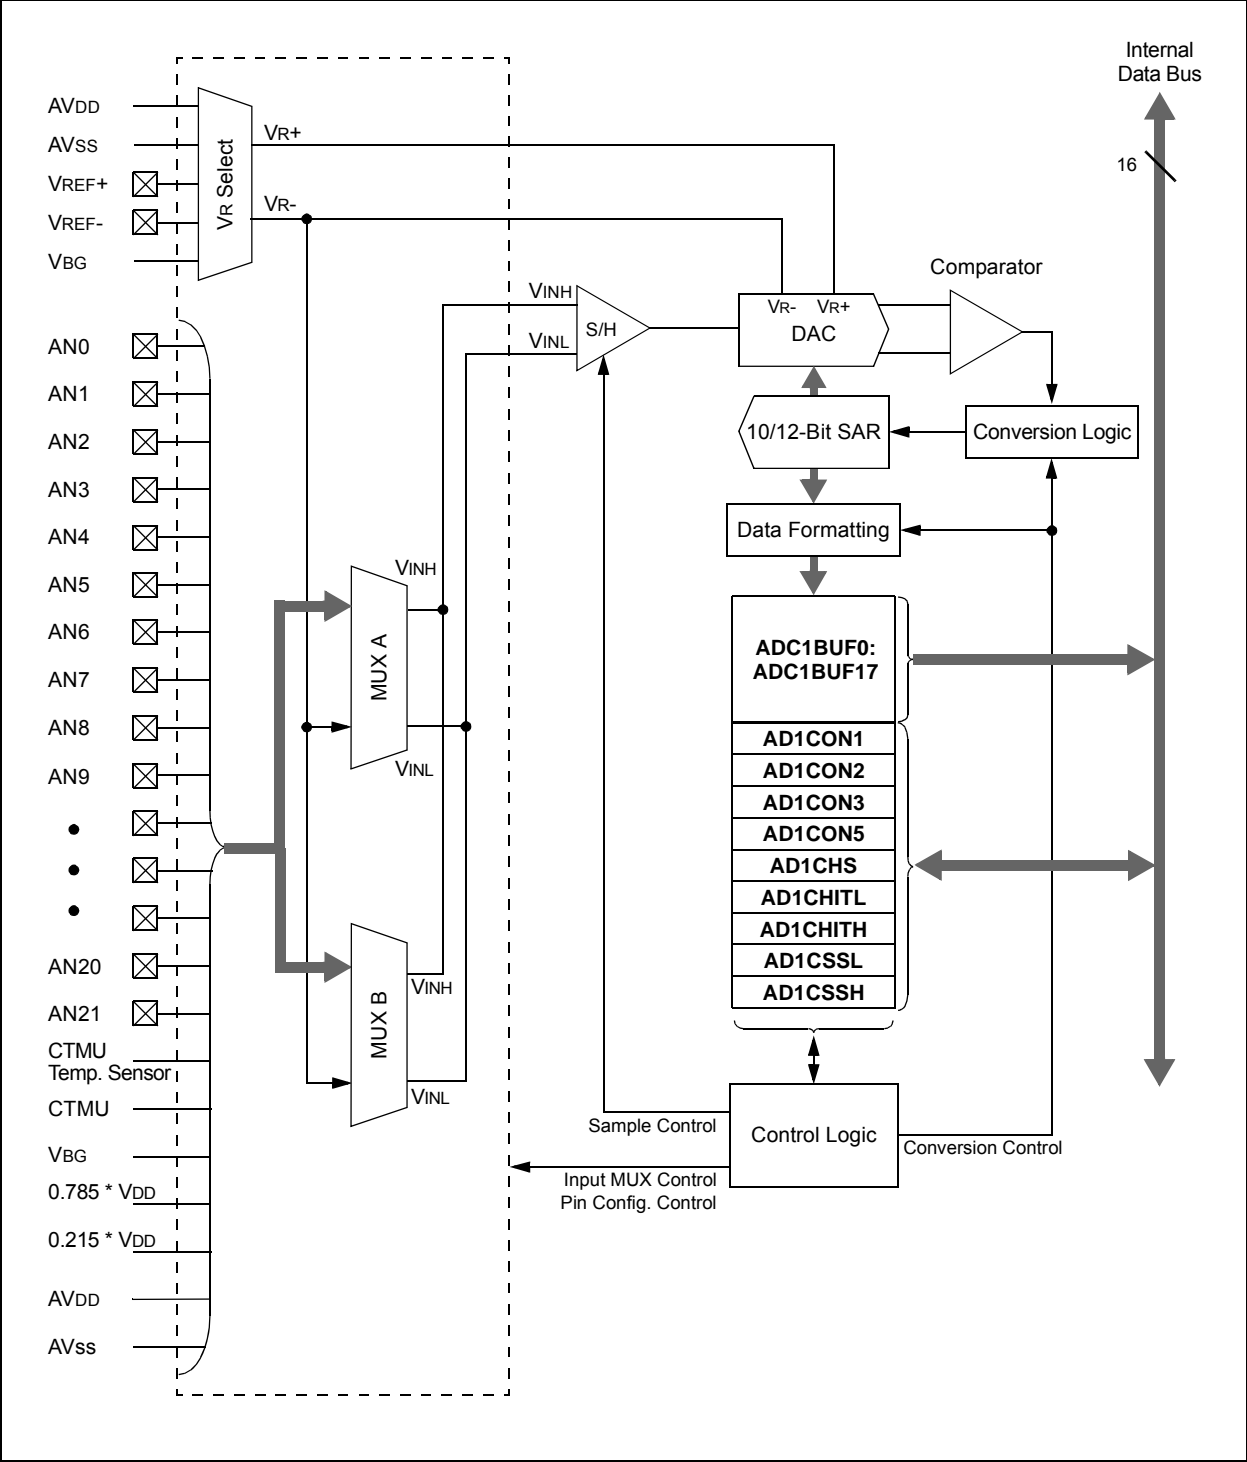 Internal
Data Bus
16
AVDD
AVSS
VREF+
VREF-
VBG
VR Select
VR+
VR-
Comparator
VINH
VINL
S/H
VR- VR+
DAC
10/12-Bit SAR
Conversion Logic
Data Formatting
AN0
AN1
AN2
AN3
AN4
AN5
AN6
AN7
AN8
AN9
AN20
AN21
CTMU
Temp. Sensor
CTMU
VBG
0.785 * VDD
0.215 * VDD
AVDD
AVss
VINH
MUX A
VINL
VINH
MUX B
VINL
ADC1BUF0:
ADC1BUF17
AD1CON1
AD1CON2
AD1CON3
AD1CON5
AD1CHS
AD1CHITL
AD1CHITH
AD1CSSL
AD1CSSH
Control Logic
Sample Control
Input MUX Control
Pin Config. Control
Conversion Control